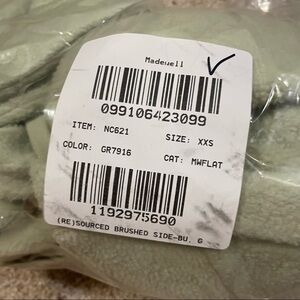 Madewell
099106423099
ITEM: NC621 SIZE: XXS
COLOR: GR7916 CAT: MWFLAT
1192975690
(RE)SOURCED BRUSHED SIDE-BU. G